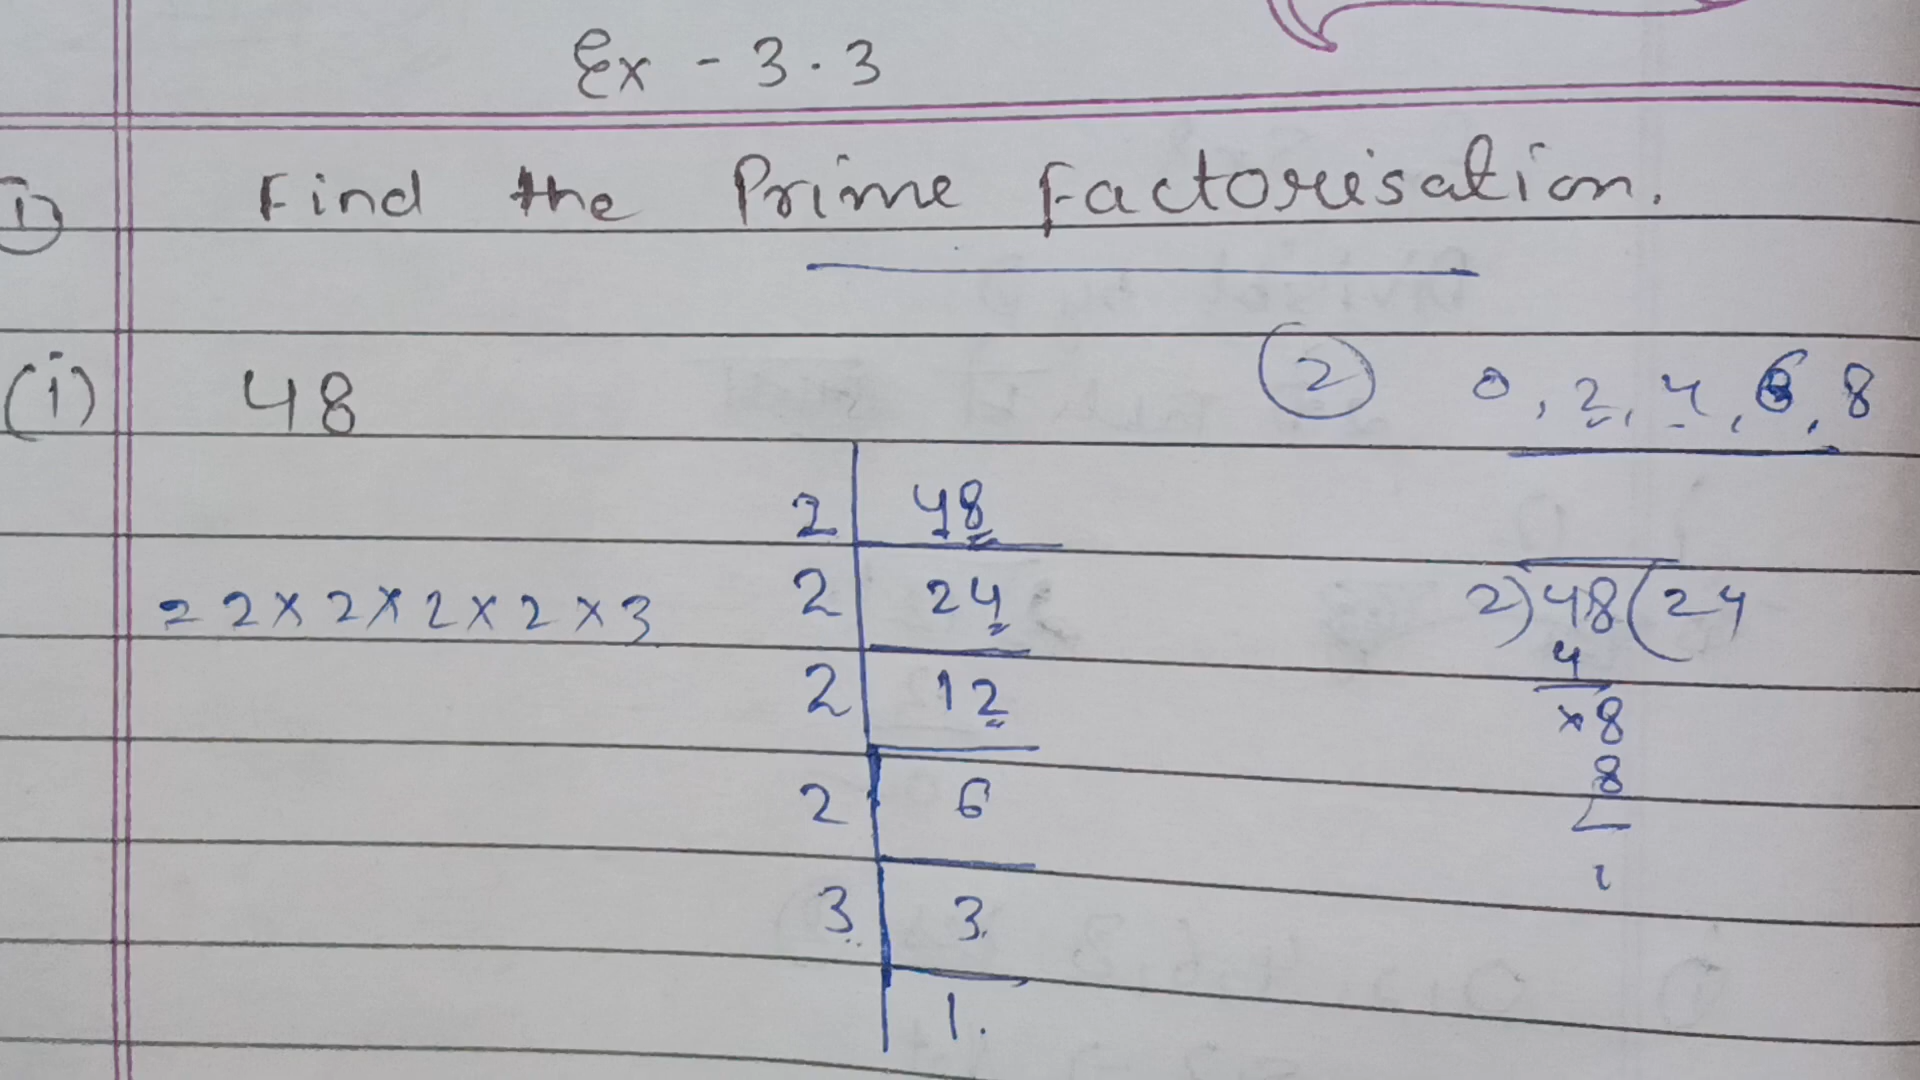 Ex - 3.3
1) Find the Prime Factorisation.
(i) 48
2 0, 2, 4, 6, 8
2 | 48
2 | 24
2 | 12
2 | 6
3 | 3.
1.
= 2 x 2 x 2 x 2 x 3
2) 48 ( 24
4
x8
8